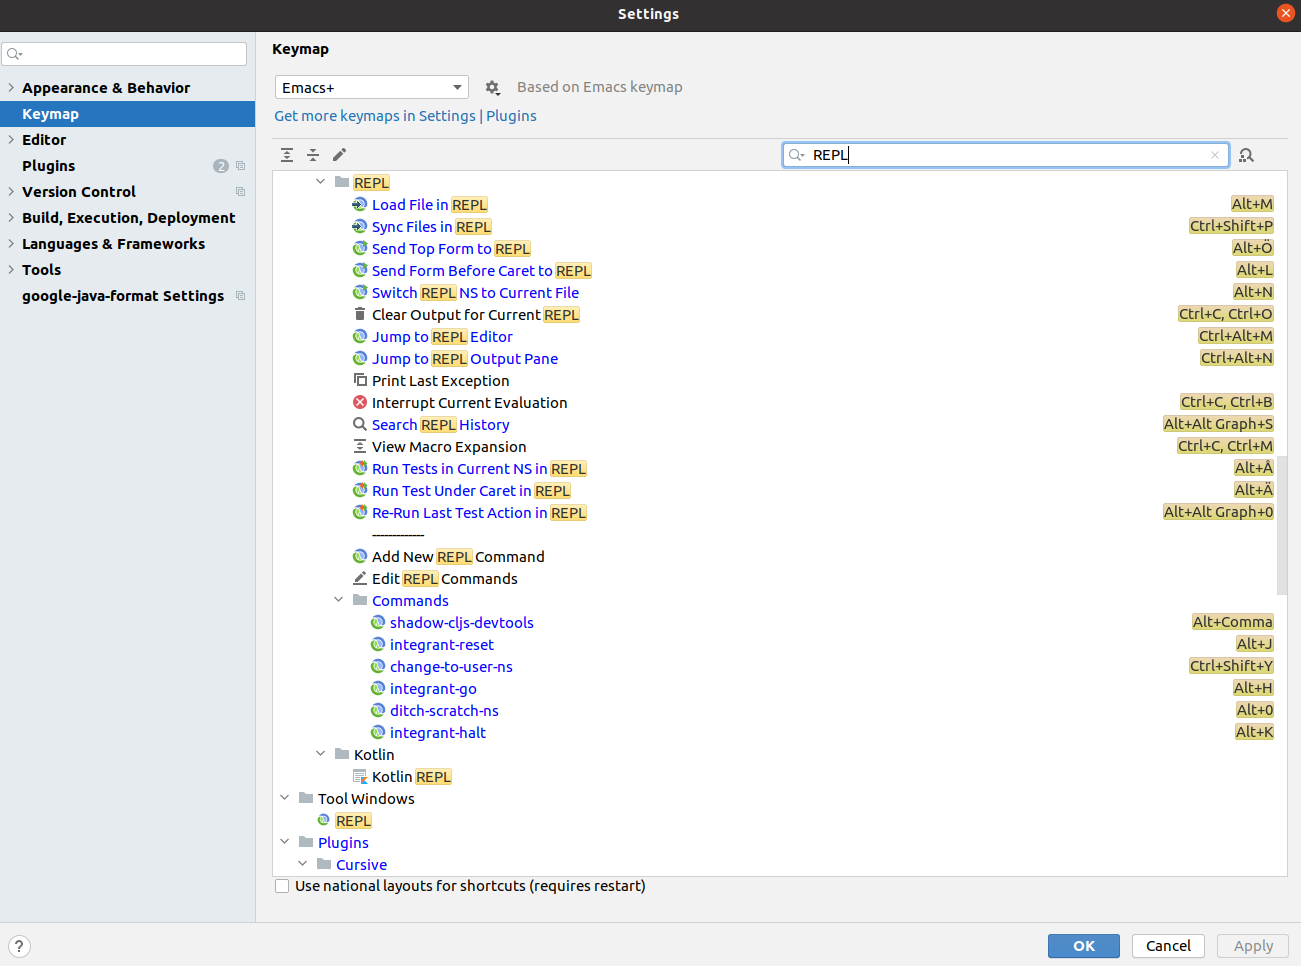 Settings
Keymap
Appearance & Behavior
Keymap
Editor
Plugins 2
Version Control
Build, Execution, Deployment
Languages & Frameworks
Tools
google-java-format Settings
Emacs+
Based on Emacs keymap
Get more keymaps in Settings | Plugins
REPL
REPL
Load File in REPL Alt+M
Sync Files in REPL Ctrl+Shift+P
Send Top Form to REPL Alt+Ö
Send Form Before Caret to REPL Alt+L
Switch REPL NS to Current File Alt+N
Clear Output for Current REPL Ctrl+C, Ctrl+O
Jump to REPL Editor Ctrl+Alt+M
Jump to REPL Output Pane Ctrl+Alt+N
Print Last Exception
Interrupt Current Evaluation Ctrl+C, Ctrl+B
Search REPL History Alt+Alt Graph+S
View Macro Expansion Ctrl+C, Ctrl+M
Run Tests in Current NS in REPL Alt+Å
Run Test Under Caret in REPL Alt+Ä
Re-Run Last Test Action in REPL Alt+Alt Graph+0
-------------
Add New REPL Command
Edit REPL Commands
Commands
shadow-cljs-devtools Alt+Comma
integrant-reset Alt+J
change-to-user-ns Ctrl+Shift+Y
integrant-go Alt+H
ditch-scratch-ns Alt+0
integrant-halt Alt+K
Kotlin
Kotlin REPL
Tool Windows
REPL
Plugins
Cursive
Use national layouts for shortcuts (requires restart)
? OK Cancel Apply